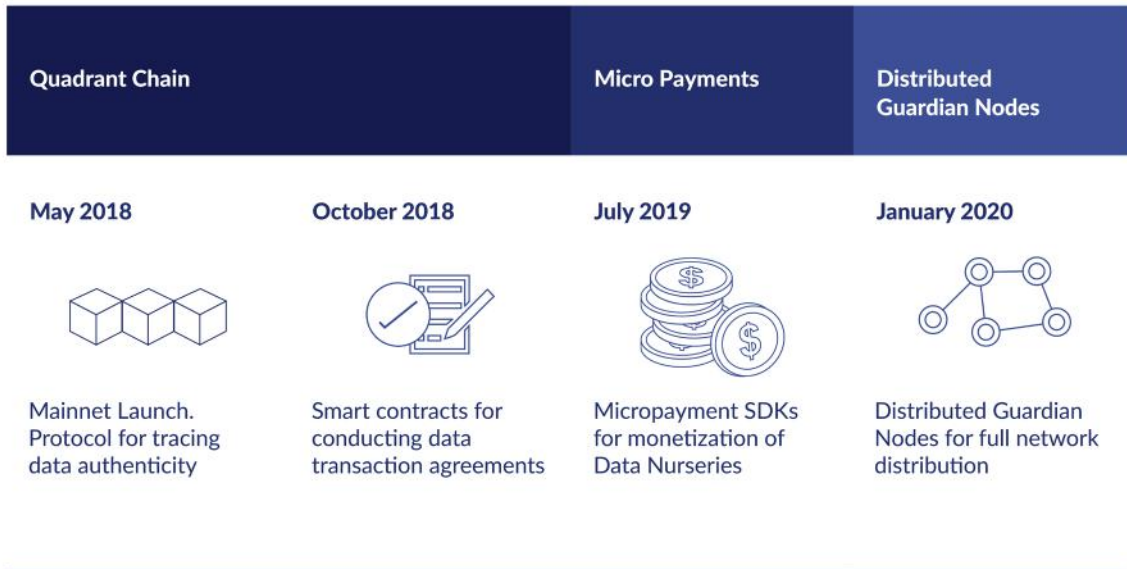 Quadrant Chain
Micro Payments
Distributed
Guardian Nodes
May 2018
October 2018
July 2019
January 2020
Mainnet Launch.
Protocol for tracing
data authenticity
Smart contracts for
conducting data
transaction agreements
Micropayment SDKs
for monetization of
Data Nurseries
Distributed Guardian
Nodes for full network
distribution